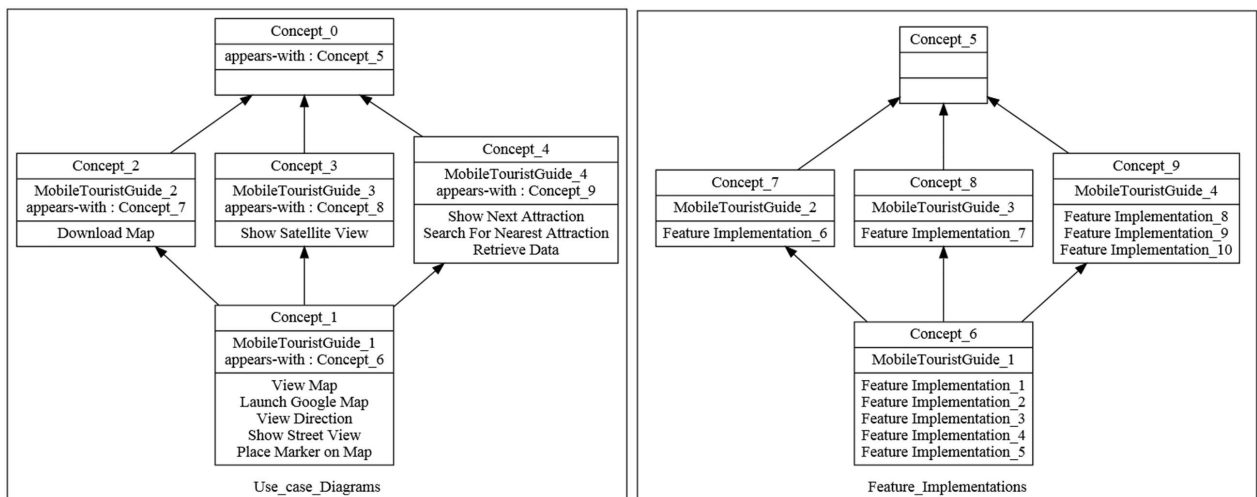 Concept_0
appears-with : Concept_5
Concept_2
MobileTouristGuide_2
appears-with : Concept_7
Download Map
Concept_3
MobileTouristGuide_3
appears-with : Concept_8
Show Satellite View
Concept_4
MobileTouristGuide_4
appears-with : Concept_9
Show Next Attraction
Search For Nearest Attraction
Retrieve Data
Concept_1
MobileTouristGuide_1
appears-with : Concept_6
View Map
Launch Google Map
View Direction
Show Street View
Place Marker on Map
Use_case_Diagrams
Concept_5
Concept_7
MobileTouristGuide_2
Feature Implementation_6
Concept_8
MobileTouristGuide_3
Feature Implementation_7
Concept_9
MobileTouristGuide_4
Feature Implementation_8
Feature Implementation_9
Feature Implementation_10
Concept_6
MobileTouristGuide_1
Feature Implementation_1
Feature Implementation_2
Feature Implementation_3
Feature Implementation_4
Feature Implementation_5
Feature_Implementations